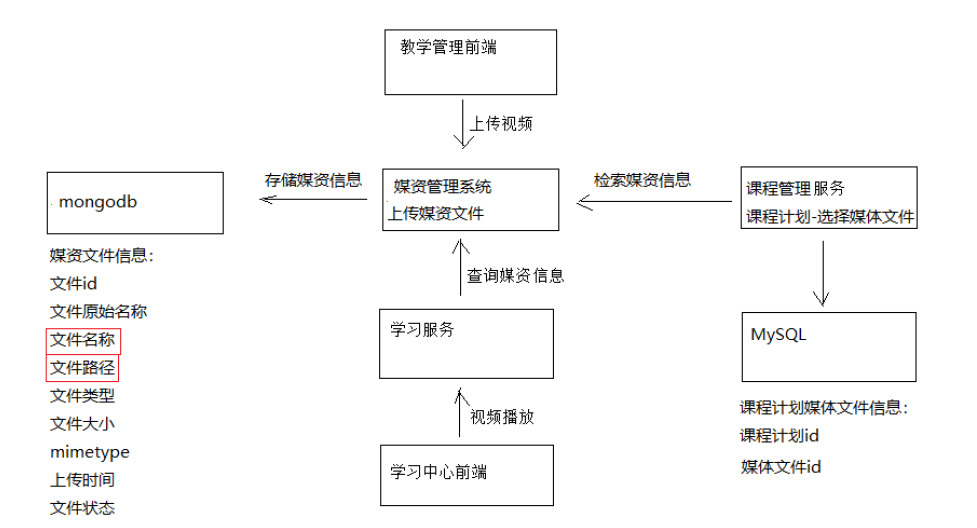 教学管理前端
上传视频
存储媒资信息
媒资管理系统
上传媒资文件
检索媒资信息
课程管理服务
课程计划-选择媒体文件
mongodb
媒资文件信息：
文件id
文件原始名称
文件名称
文件路径
文件类型
文件大小
mimetype
上传时间
文件状态
查询媒资信息
学习服务
视频播放
学习中心前端
MySQL
课程计划媒体文件信息：
课程计划id
媒体文件id